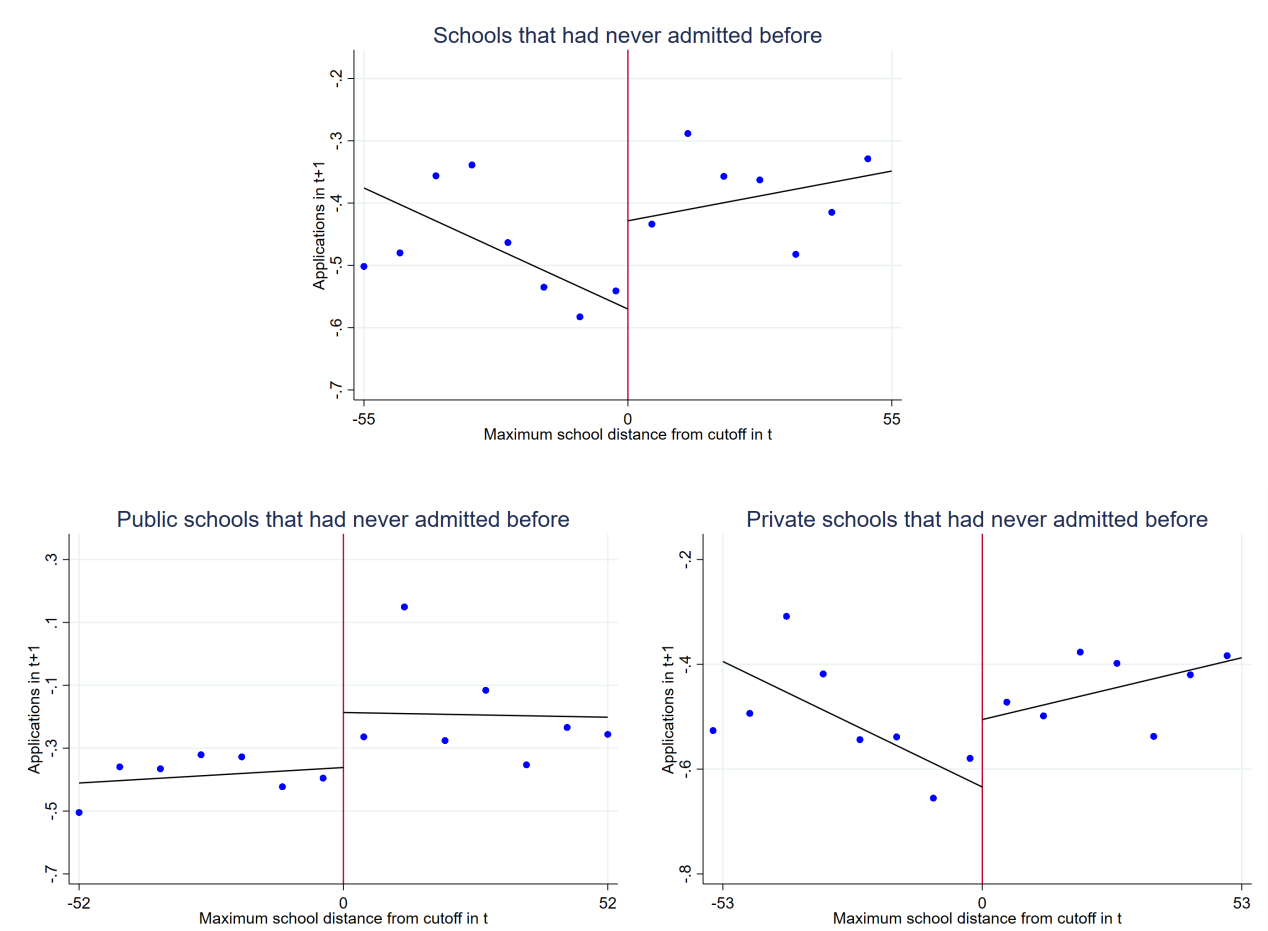 Schools that had never admitted before
Applications in t+1
-.2
-.3
-.4
-.5
-.6
-.7
-55 0 55
Maximum school distance from cutoff in t
Public schools that had never admitted before
Applications in t+1
.3
.1
-.1
-.3
-.5
-.7
-52 0 52
Maximum school distance from cutoff in t
Private schools that had never admitted before
Applications in t+1
-.2
-.4
-.6
-.8
-53 0 53
Maximum school distance from cutoff in t